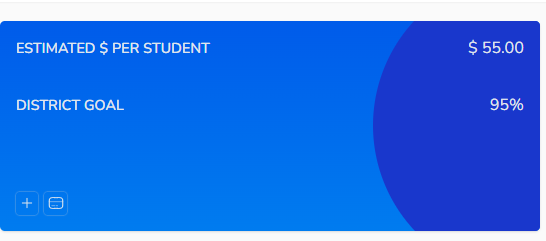 ESTIMATED $ PER STUDENT $ 55.00
DISTRICT GOAL 95%